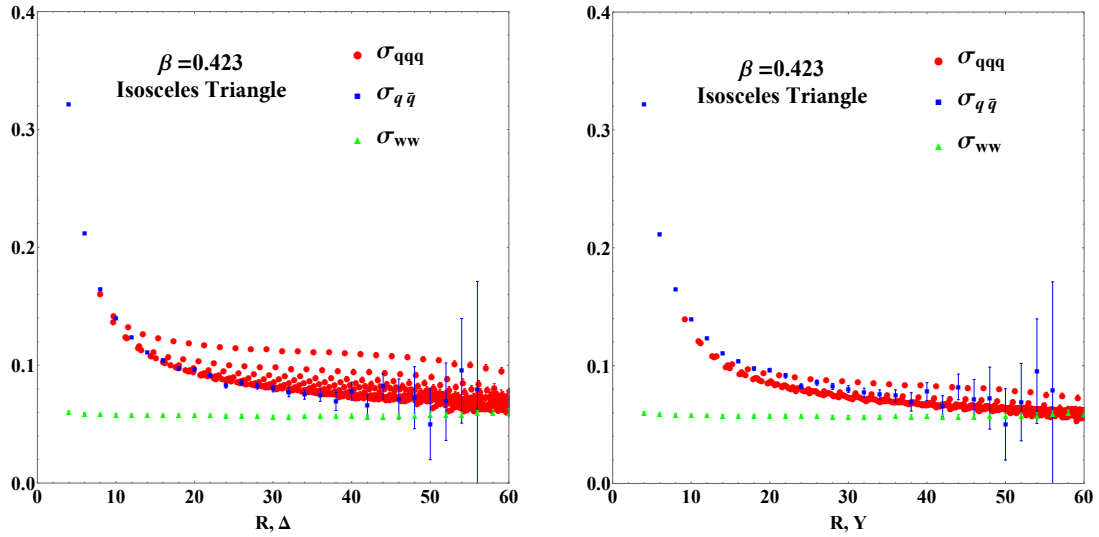 0.4
0.3
0.2
0.1
0.0
0 10 20 30 40 50 60
R, Δ
β =0.423
Isosceles Triangle
σqqq
σq q̄
σww
0.4
0.3
0.2
0.1
0.0
0 10 20 30 40 50 60
R, Y
β =0.423
Isosceles Triangle
σqqq
σq q̄
σww